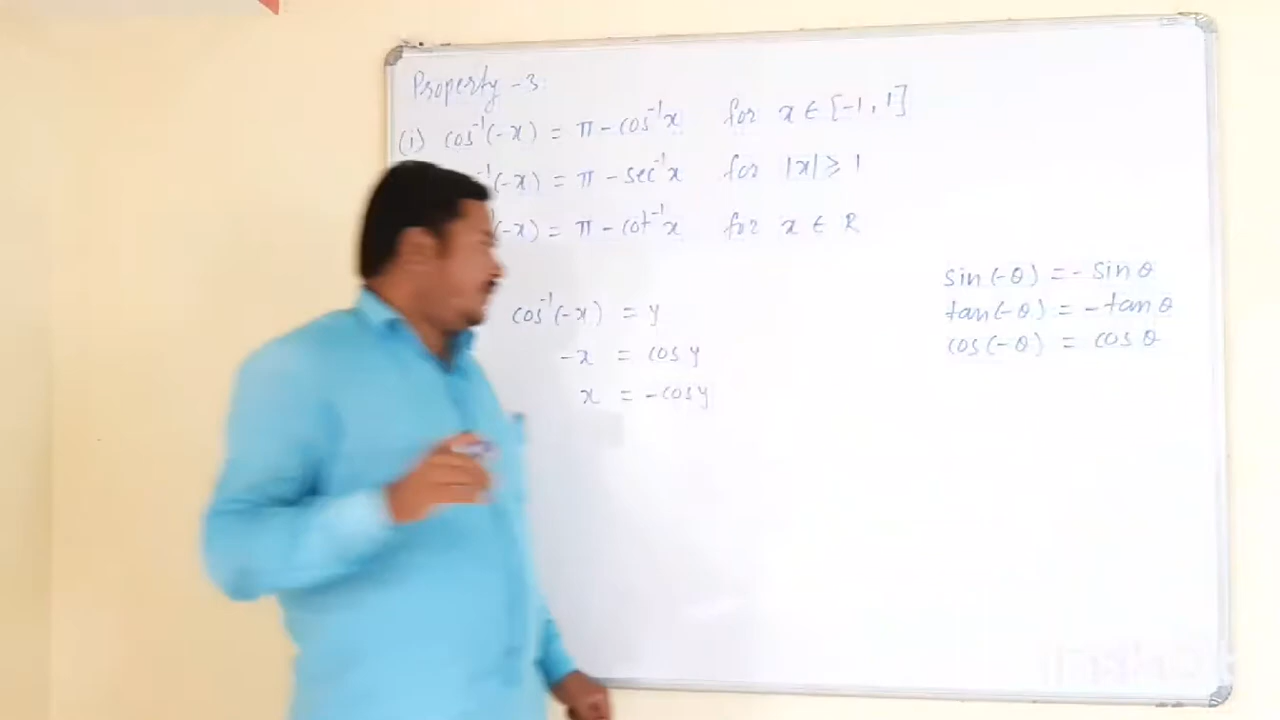 Property - 3.
(i) cos⁻¹(-x) = π - cos⁻¹x for x ∈ [-1, 1]
⁻¹(-x) = π - sec⁻¹x for |x| ≥ 1
(-x) = π - cot⁻¹x for x ∈ R
cos⁻¹(-x) = y
-x = cos y
x = -cos y
sin(-θ) = - sin θ
tan(-θ) = - tan θ
cos(-θ) = cos θ